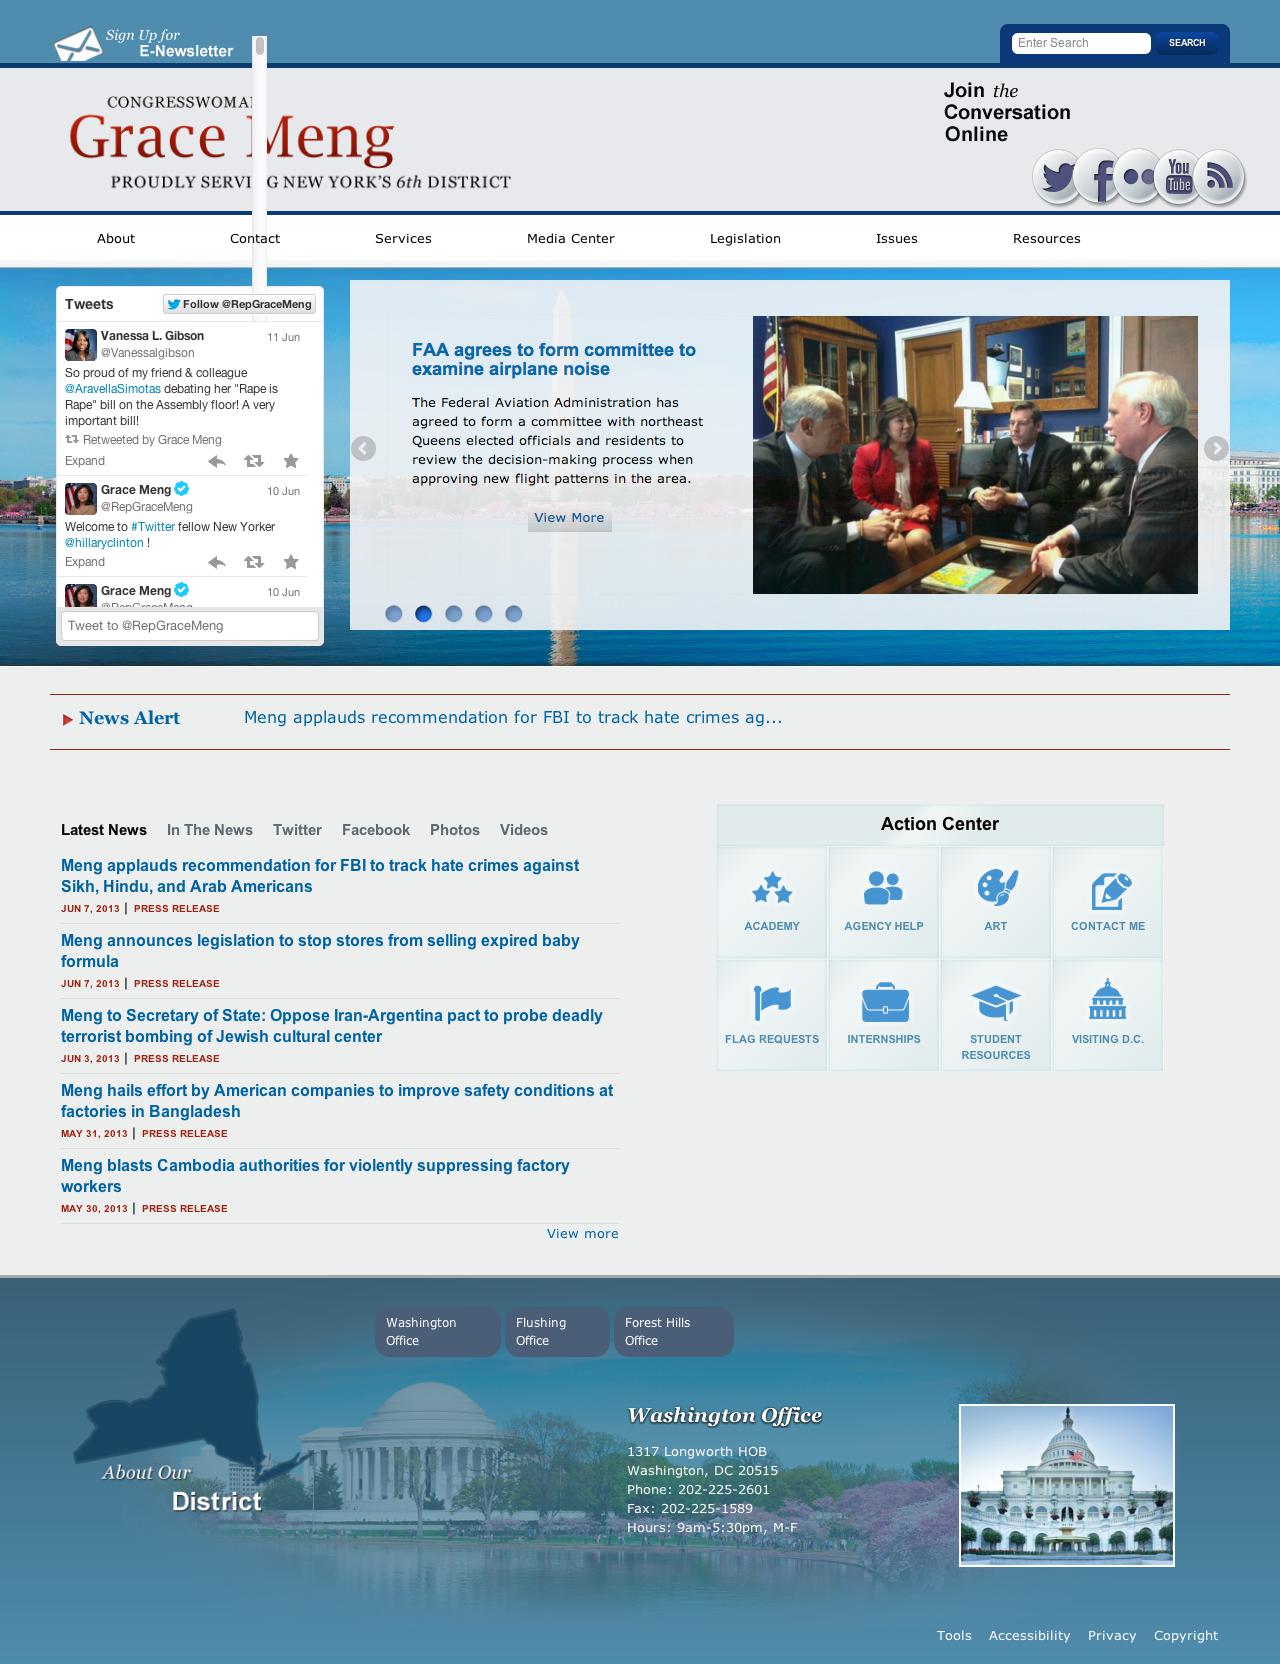 Sign Up for
E-Newsletter
Enter Search
SEARCH
CONGRESSWOMA
Grace Meng
PROUDLY SERVING NEW YORK'S 6th DISTRICT
Join the
Conversation
Online
You
Tube
About Contact Services Media Center Legislation Issues Resources
Tweets
Follow @RepGraceMeng
Vanessa L. Gibson 11 Jun
@Vanessalgibson
So proud of my friend & colleague
@AravellaSimotas debating her "Rape is
Rape" bill on the Assembly floor! A very
important bill!
Retweeted by Grace Meng
Expand
Grace Meng 10 Jun
@RepGraceMeng
Welcome to #Twitter fellow New Yorker
@hillaryclinton !
Expand
Grace Meng 10 Jun
@RepGraceMeng
Tweet to @RepGraceMeng
FAA agrees to form committee to
examine airplane noise
The Federal Aviation Administration has
agreed to form a committee with northeast
Queens elected officials and residents to
review the decision-making process when
approving new flight patterns in the area.
View More
News Alert
Meng applauds recommendation for FBI to track hate crimes ag...
Latest News In The News Twitter Facebook Photos Videos
Meng applauds recommendation for FBI to track hate crimes against
Sikh, Hindu, and Arab Americans
JUN 7, 2013 | PRESS RELEASE
Meng announces legislation to stop stores from selling expired baby
formula
JUN 7, 2013 | PRESS RELEASE
Meng to Secretary of State: Oppose Iran-Argentina pact to probe deadly
terrorist bombing of Jewish cultural center
JUN 3, 2013 | PRESS RELEASE
Meng hails effort by American companies to improve safety conditions at
factories in Bangladesh
MAY 31, 2013 | PRESS RELEASE
Meng blasts Cambodia authorities for violently suppressing factory
workers
MAY 30, 2013 | PRESS RELEASE
View more
Action Center
ACADEMY AGENCY HELP ART CONTACT ME
FLAG REQUESTS INTERNSHIPS STUDENT RESOURCES VISITING D.C.
Washington
Office
Flushing
Office
Forest Hills
Office
About Our
District
Washington Office
1317 Longworth HOB
Washington, DC 20515
Phone: 202-225-2601
Fax: 202-225-1589
Hours: 9am-5:30pm, M-F
Tools Accessibility Privacy Copyright